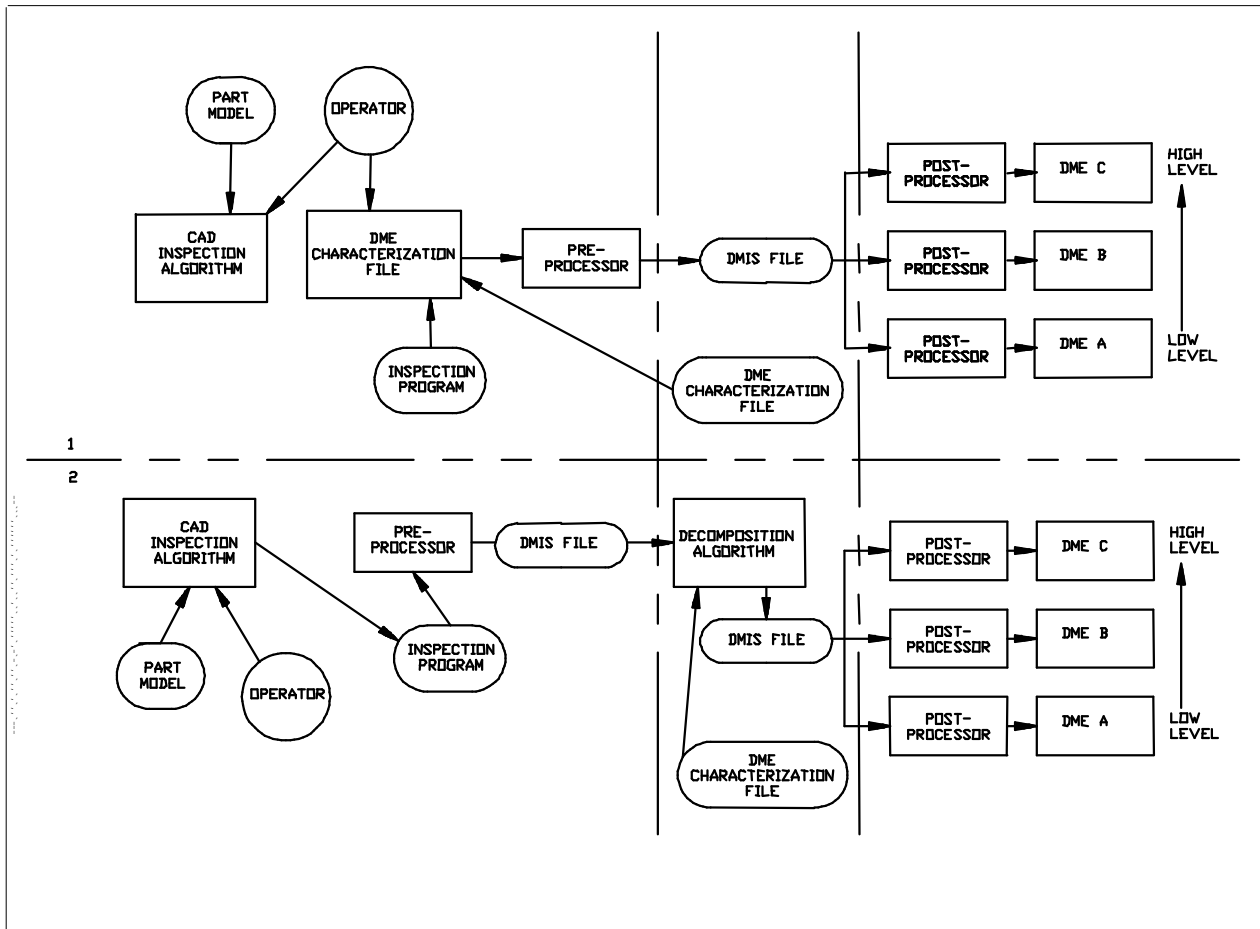 PART
MODEL
OPERATOR
CAD
INSPECTION
ALGORITHM
DME
CHARACTERIZATION
FILE
PRE-
PROCESSOR
DMIS FILE
POST-
PROCESSOR
DME C
POST-
PROCESSOR
DME B
POST-
PROCESSOR
DME A
HIGH
LEVEL
LOW
LEVEL
INSPECTION
PROGRAM
DME
CHARACTERIZATION
FILE
1
2
CAD
INSPECTION
ALGORITHM
PRE-
PROCESSOR
DMIS FILE
DECOMPOSITION
ALGORITHM
POST-
PROCESSOR
DME C
POST-
PROCESSOR
DME B
POST-
PROCESSOR
DME A
HIGH
LEVEL
LOW
LEVEL
PART
MODEL
OPERATOR
INSPECTION
PROGRAM
DMIS FILE
DME
CHARACTERIZATION
FILE